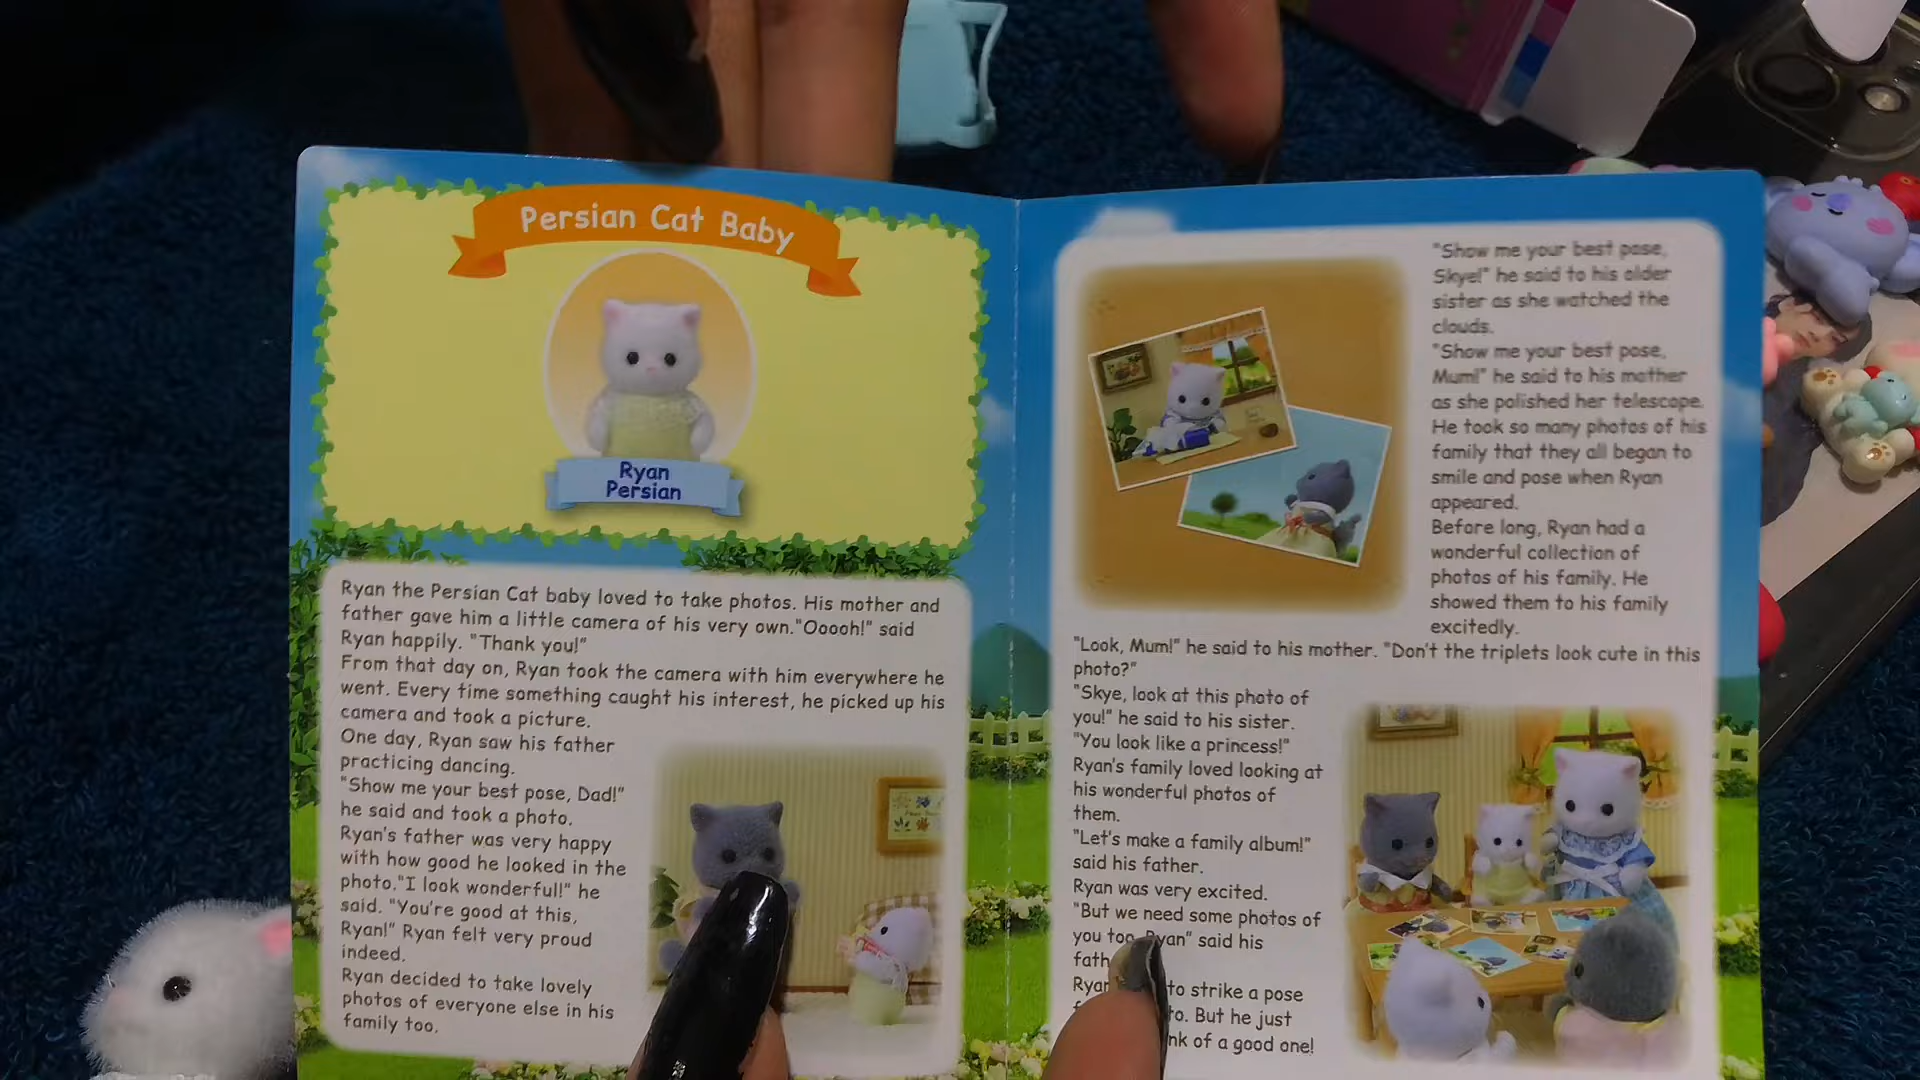 Persian Cat Baby
Ryan
Persian
Ryan the Persian Cat baby loved to take photos. His mother and
father gave him a little camera of his very own."Ooooh!" said
Ryan happily. "Thank you!"
From that day on, Ryan took the camera with him everywhere he
went. Every time something caught his interest, he picked up his
camera and took a picture.
One day, Ryan saw his father
practicing dancing.
"Show me your best pose, Dad!"
he said and took a photo.
Ryan's father was very happy
with how good he looked in the
photo."I look wonderful!" he
said. "You're good at this,
Ryan!" Ryan felt very proud
indeed.
Ryan decided to take lovely
photos of everyone else in his
family too.
"Show me your best pose,
Skye!" he said to his older
sister as she watched the
clouds.
"Show me your best pose,
Mum!" he said to his mother
as she polished her telescope.
He took so many photos of his
family that they all began to
smile and pose when Ryan
appeared.
Before long, Ryan had a
wonderful collection of
photos of his family. He
showed them to his family
excitedly.
"Look, Mum!" he said to his mother. "Don't the triplets look cute in this
photo?"
"Skye, look at this photo of
you!" he said to his sister.
"You look like a princess!"
Ryan's family loved looking at
his wonderful photos of
them.
"Let's make a family album!"
said his father.
Ryan was very excited.
"But we need some photos of
you too Ryan" said his
fath
Ryan to strike a pose
to. But he just
nk of a good one!